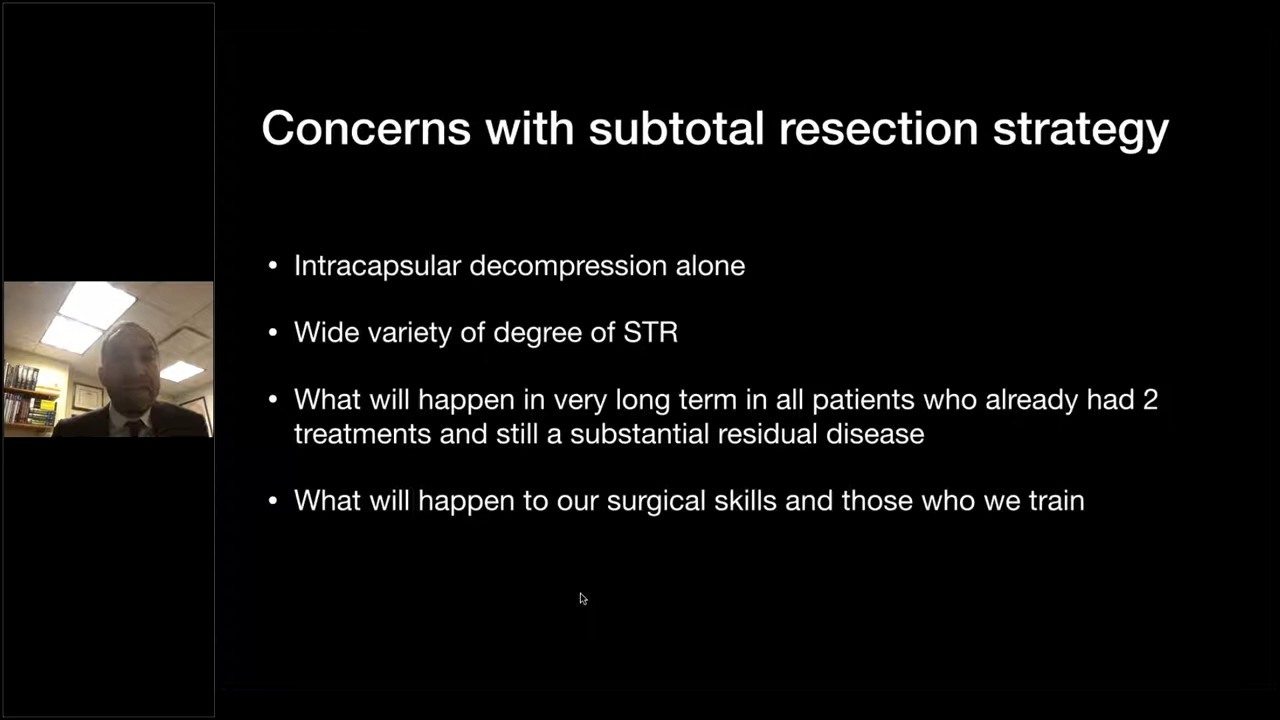 Concerns with subtotal resection strategy
• Intracapsular decompression alone
• Wide variety of degree of STR
• What will happen in very long term in all patients who already had 2
treatments and still a substantial residual disease
• What will happen to our surgical skills and those who we train